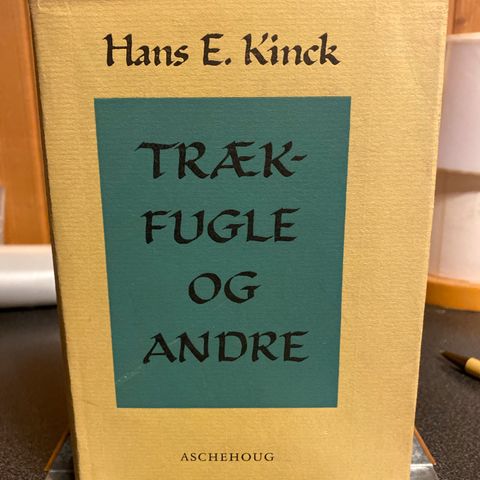 Hans E. Kinck
TRÆK-
FUGLE
OG
ANDRE
ASCHEHOUG